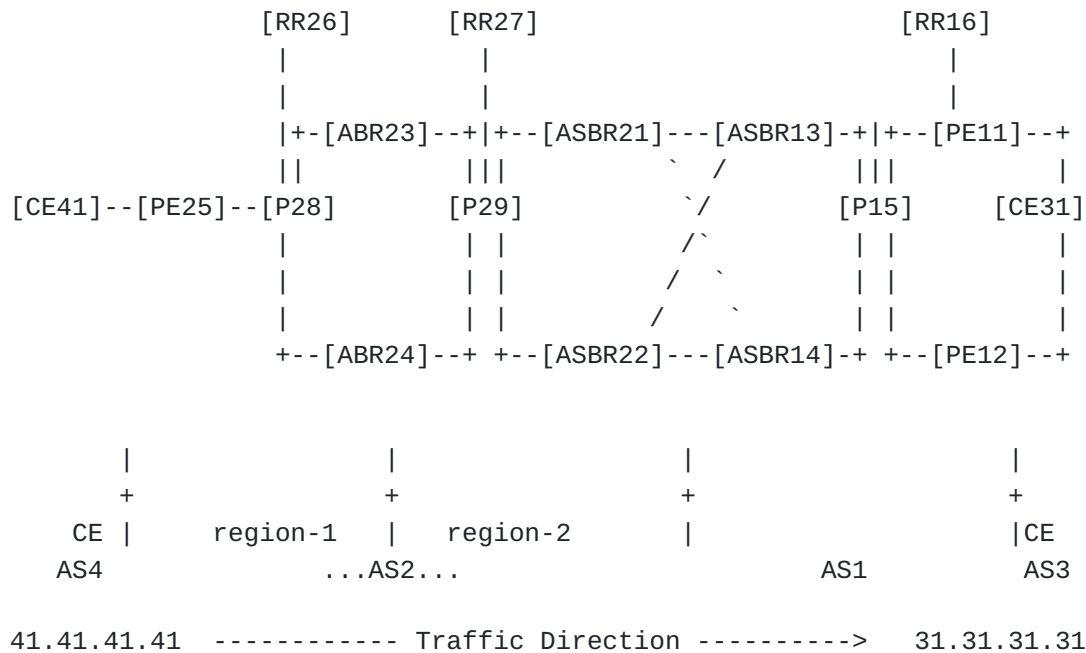 [RR26] [RR27] [RR16]
| | |
| | |
|+-[ABR23]--+|+--[ASBR21]---[ASBR13]-+|+--[PE11]--+
|| ||| ` / ||| |
[CE41]--[PE25]--[P28] [P29] `/ [P15] [CE31]
| | | /` | | |
| | | / ` | | |
| | | / ` | | |
+--[ABR24]--+ +--[ASBR22]---[ASBR14]-+ +--[PE12]--+
| | | |
+ + + +
CE | region-1 | region-2 | |CE
AS4 ...AS2... AS1 AS3
41.41.41.41 ------------ Traffic Direction ----------> 31.31.31.31